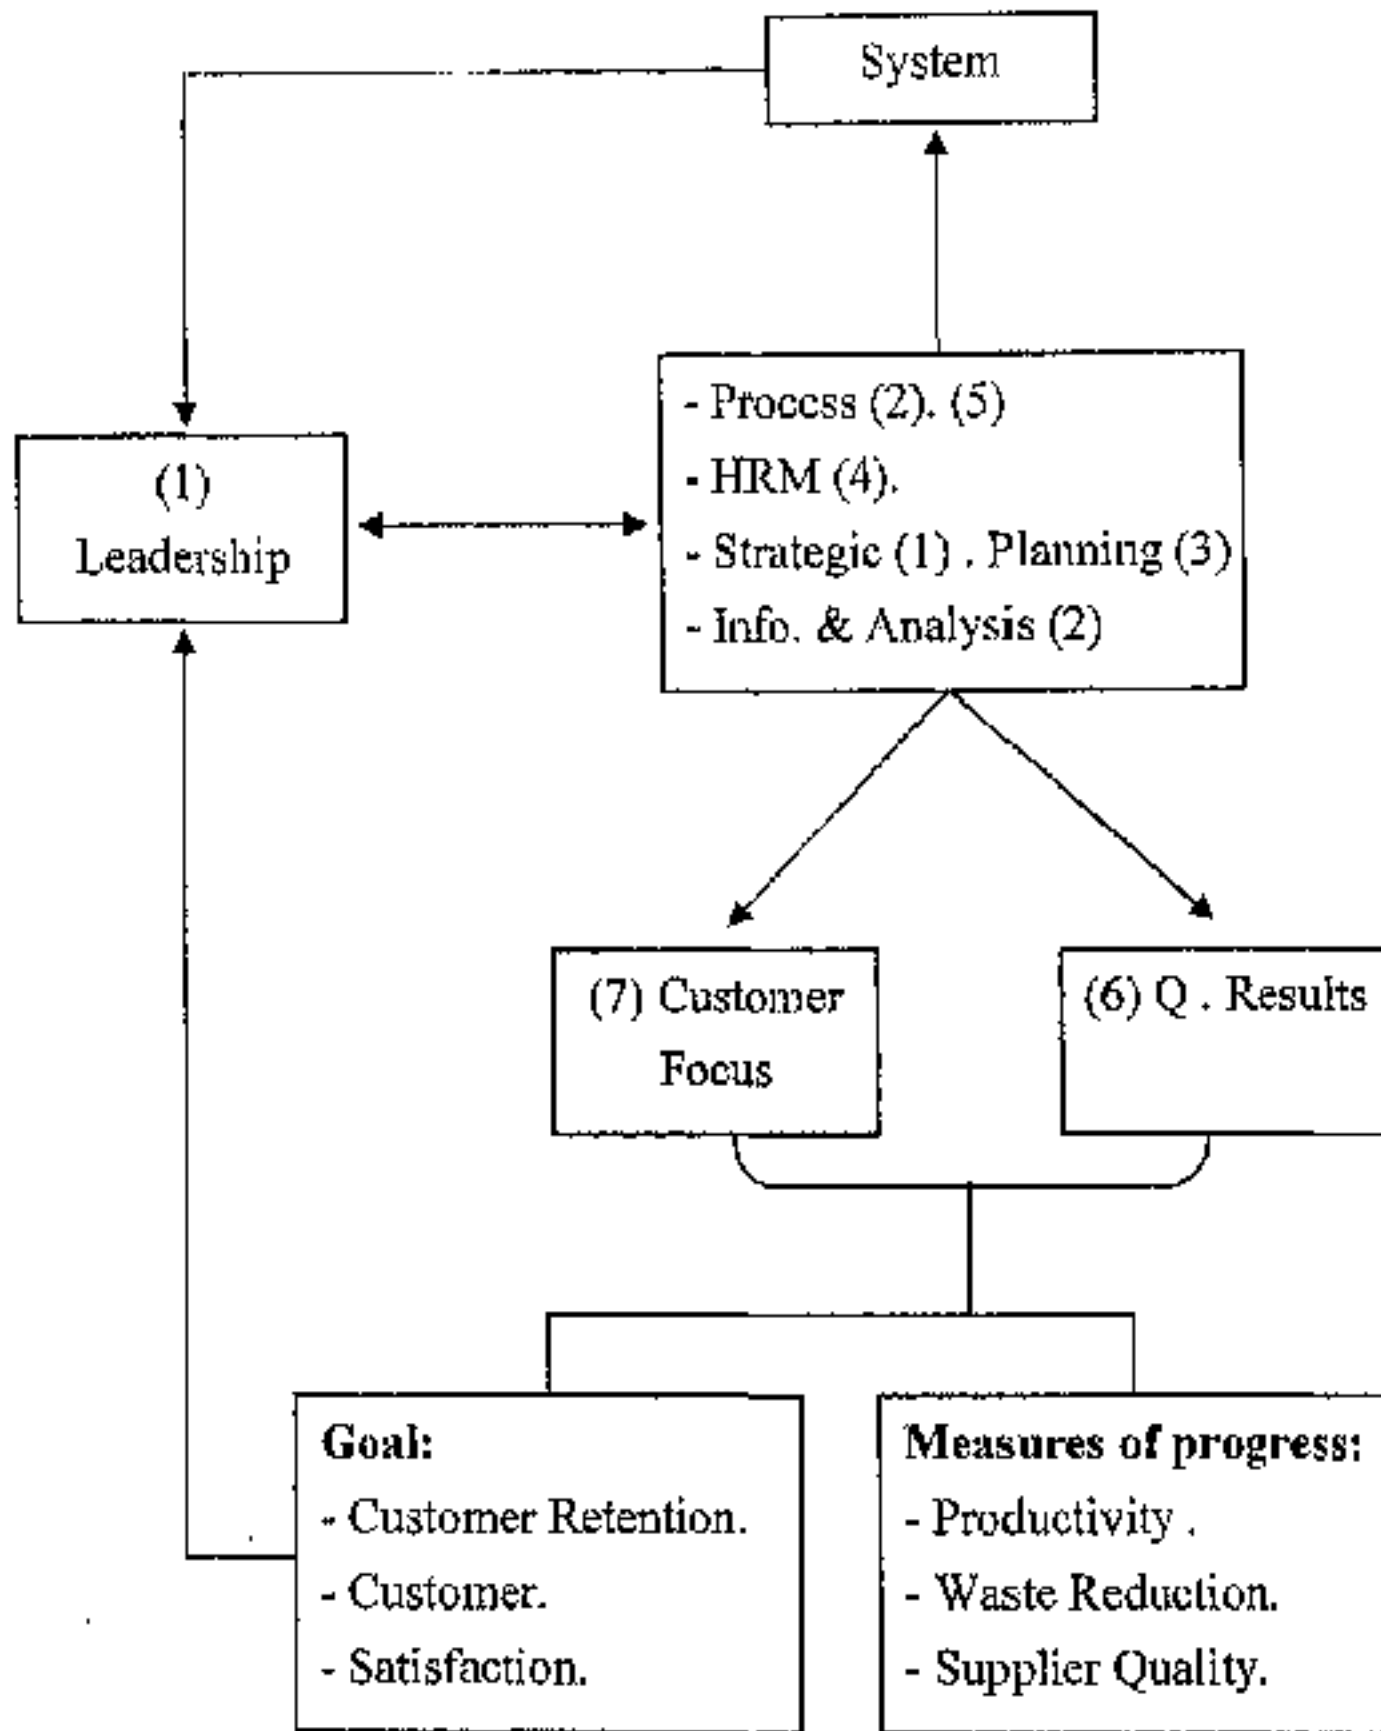 System
(1)
Leadership
- Process (2). (5)
- HRM (4).
- Strategic (1) . Planning (3)
- Info. & Analysis (2)
(7) Customer
Focus
(6) Q . Results
Goal:
- Customer Retention.
- Customer.
- Satisfaction.
Measures of progress:
- Productivity .
- Waste Reduction.
- Supplier Quality.